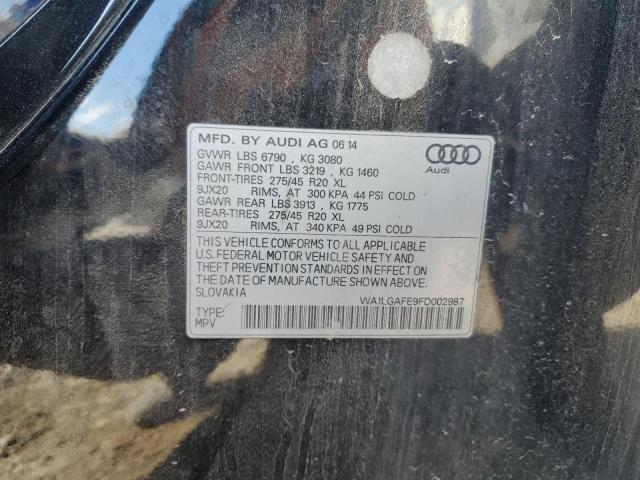 MFD. BY AUDI AG 06 14
GVWR LBS 6790 , KG 3080
GAWR FRONT LBS 3219 , KG 1460
FRONT-TIRES 275/45 R20 XL
9JX20 RIMS, AT 300 KPA 44 PSI COLD
GAWR REAR LBS 3913 , KG 1775
REAR-TIRES 275/45 R20 XL
9JX20 RIMS, AT 340 KPA 49 PSI COLD
Audi
THIS VEHICLE CONFORMS TO ALL APPLICABLE
U.S. FEDERAL MOTOR VEHICLE SAFETY AND
THEFT PREVENTION STANDARDS IN EFFECT ON
THE DATE OF MANUFACTURE SHOWN ABOVE.
SLOVAKIA WA1LGAFE9FD002987
TYPE:
MPV